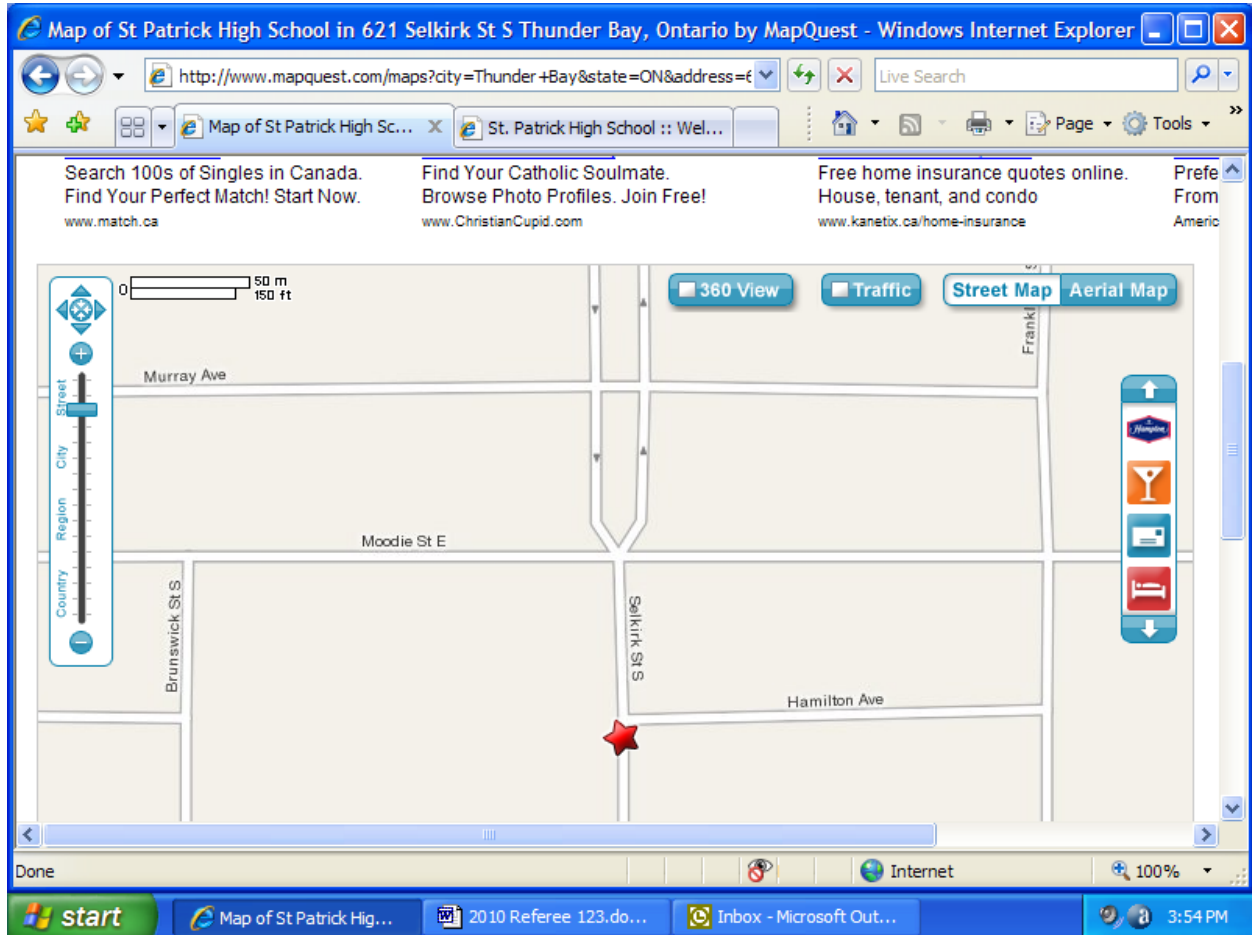 Map of St Patrick High School in 621 Selkirk St S Thunder Bay, Ontario by MapQuest - Windows Internet Explorer
http://www.mapquest.com/maps?city=Thunder+Bay&state=ON&address=6
Live Search
Map of St Patrick High Sc...
St. Patrick High School :: Wel...
Page
Tools
Search 100s of Singles in Canada.
Find Your Perfect Match! Start Now.
www.match.ca
Find Your Catholic Soulmate.
Browse Photo Profiles. Join Free!
www.ChristianCupid.com
Free home insurance quotes online.
House, tenant, and condo
www.kanetix.ca/home-insurance
Prefe
From
Americ
0
50 m
150 ft
360 View
Traffic
Street Map
Aerial Map
Street
City
Region
Country
Murray Ave
Frankl
Hampton
Moodie St E
Brunswick St S
Selkirk St S
Hamilton Ave
Done
Internet
100%
start
Map of St Patrick Hig...
2010 Referee 123.do...
Inbox - Microsoft Out...
3:54 PM